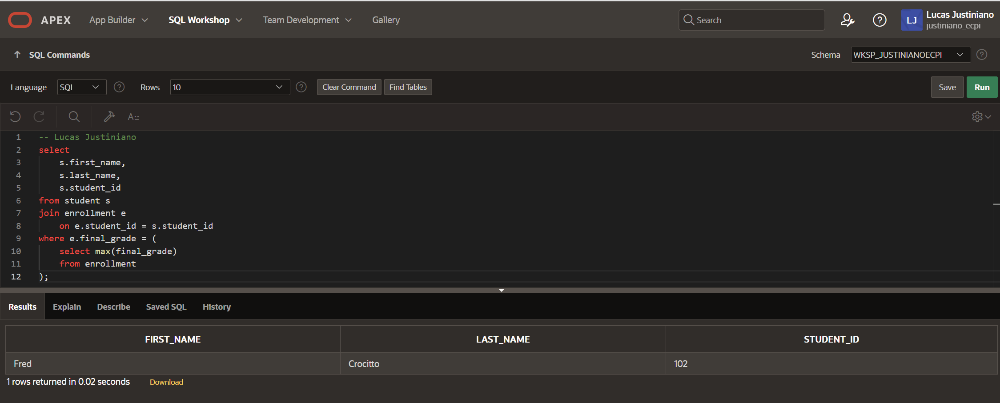 APEX App Builder SQL Workshop Team Development Gallery Search LJ Lucas Justiniano
justiniano_ecpi
SQL Commands Schema WKSP_JUSTINIANOECPI ?
Language SQL ? Rows 10 ? Clear Command Find Tables Save Run
A::
1 -- Lucas Justiniano
2 select
3 s.first_name,
4 s.last_name,
5 s.student_id
6 from student s
7 join enrollment e
8 on e.student_id = s.student_id
9 where e.final_grade = (
10 select max(final_grade)
11 from enrollment
12 );
Results Explain Describe Saved SQL History
FIRST_NAME LAST_NAME STUDENT_ID
Fred Crocitto 102
1 rows returned in 0.02 seconds Download